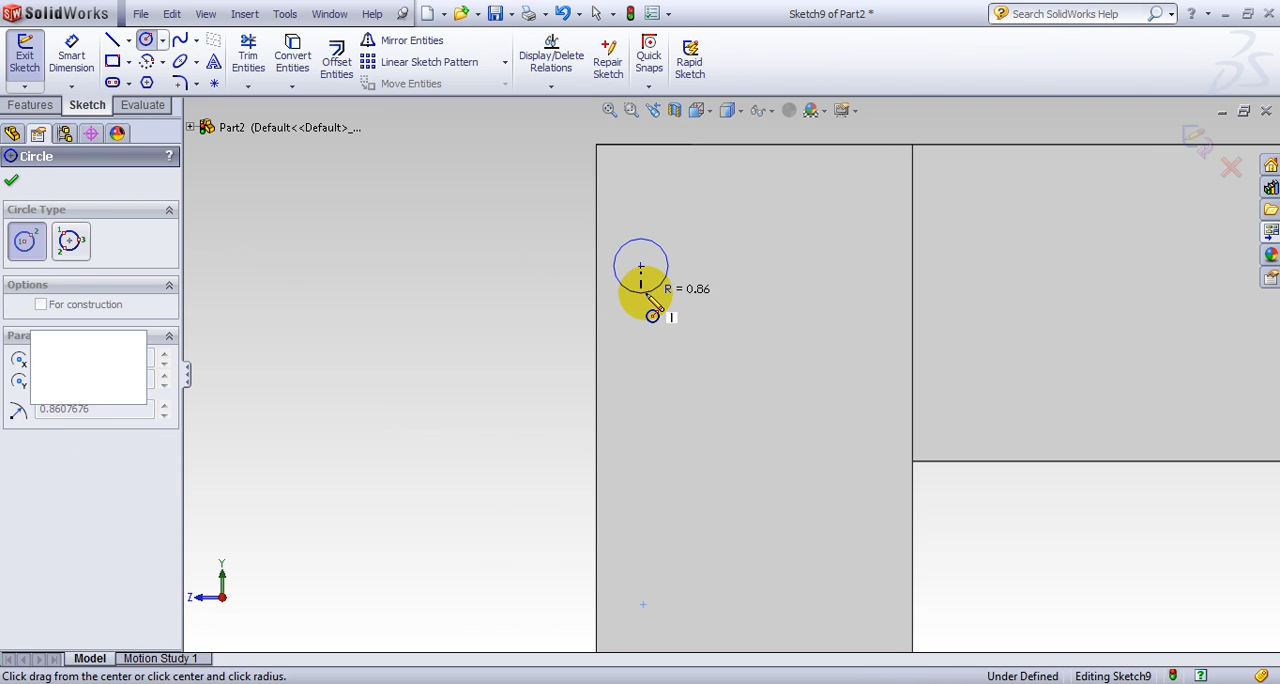 SolidWorks File Edit View Insert Tools Window Help Sketch9 of Part2 * Search SolidWorks Help
Exit Sketch
Smart Dimension
Trim Entities
Convert Entities
Offset Entities
Mirror Entities
Linear Sketch Pattern
Move Entities
Display/Delete Relations
Repair Sketch
Quick Snaps
Rapid Sketch
Features Sketch Evaluate
Part2 (Default<<Default>_...
Circle ?
Circle Type
Options
For construction
Para
0.8607676
R = 0.86
Y
Z
Model Motion Study 1
Click drag from the center or click center and click radius. Under Defined Editing Sketch9